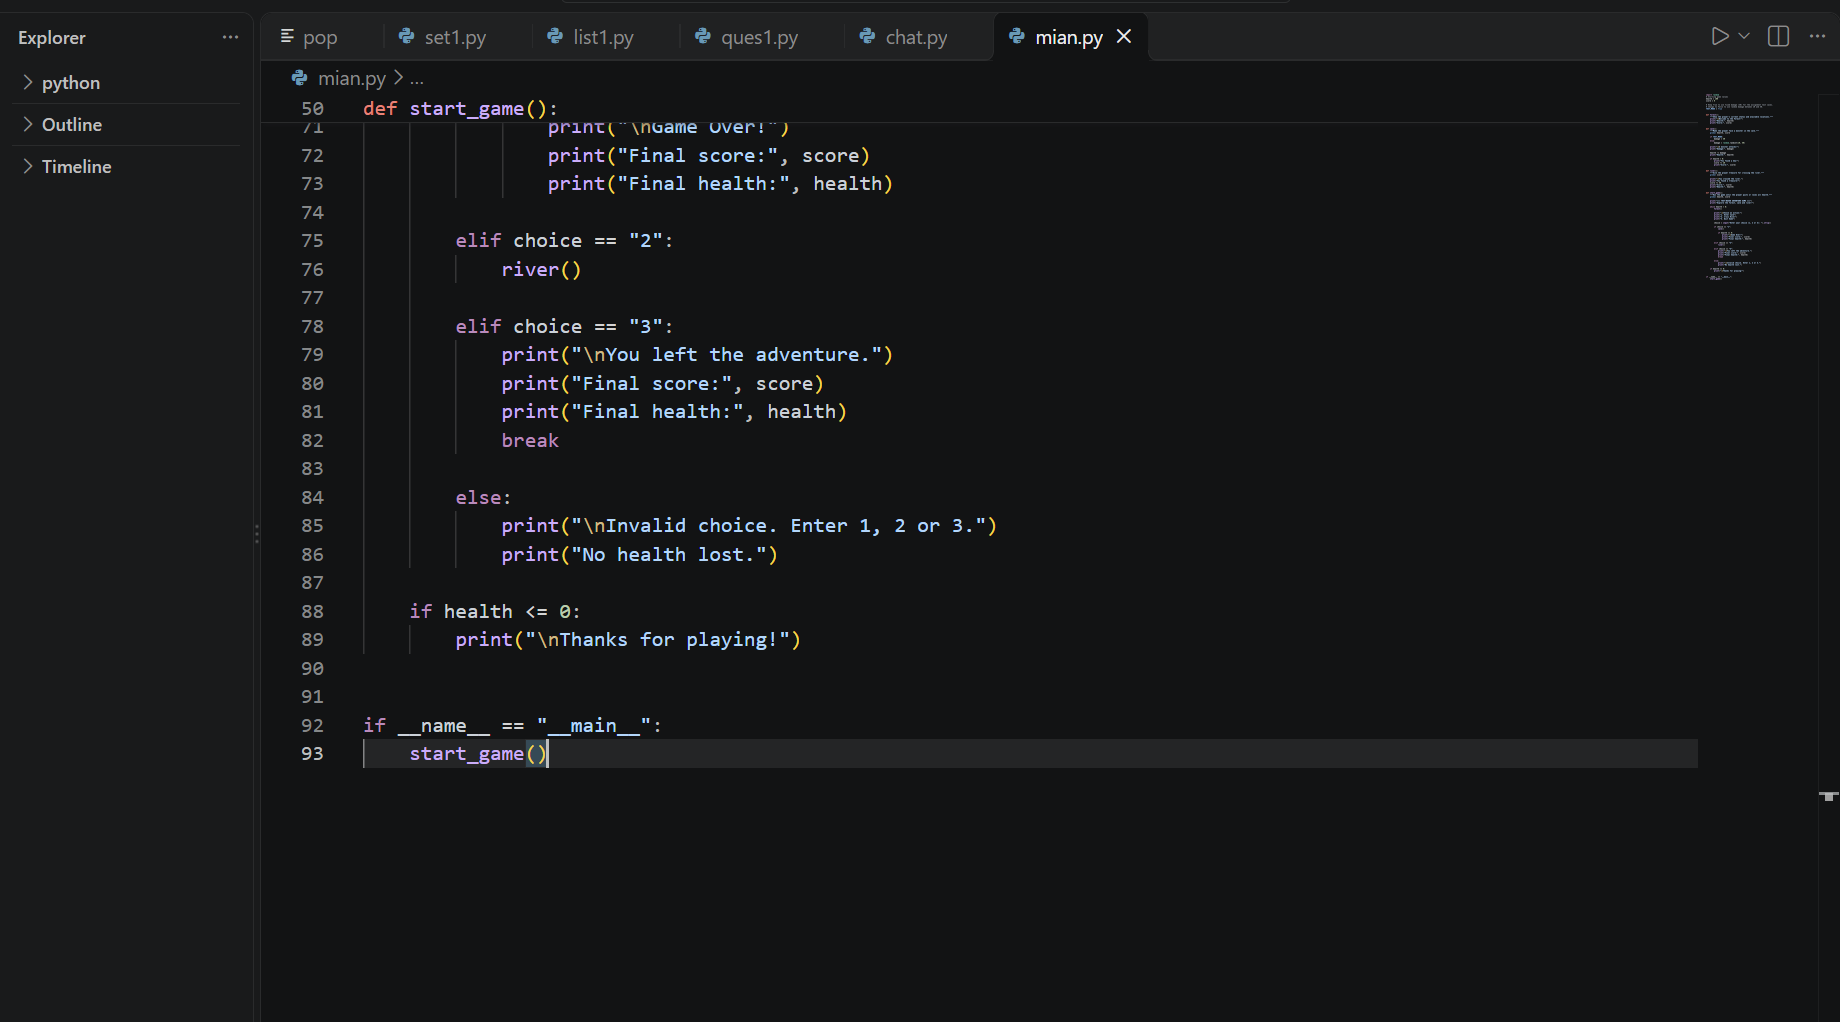 Explorer
python
Outline
Timeline
pop set1.py list1.py ques1.py chat.py mian.py
mian.py > ...
50 def start_game():
71 print("\nGame Over!")
72 print("Final score:", score)
73 print("Final health:", health)
74
75 elif choice == "2":
76 river()
77
78 elif choice == "3":
79 print("\nYou left the adventure.")
80 print("Final score:", score)
81 print("Final health:", health)
82 break
83
84 else:
85 print("\nInvalid choice. Enter 1, 2 or 3.")
86 print("No health lost.")
87
88 if health <= 0:
89 print("\nThanks for playing!")
90
91
92 if __name__ == "__main__":
93 start_game()